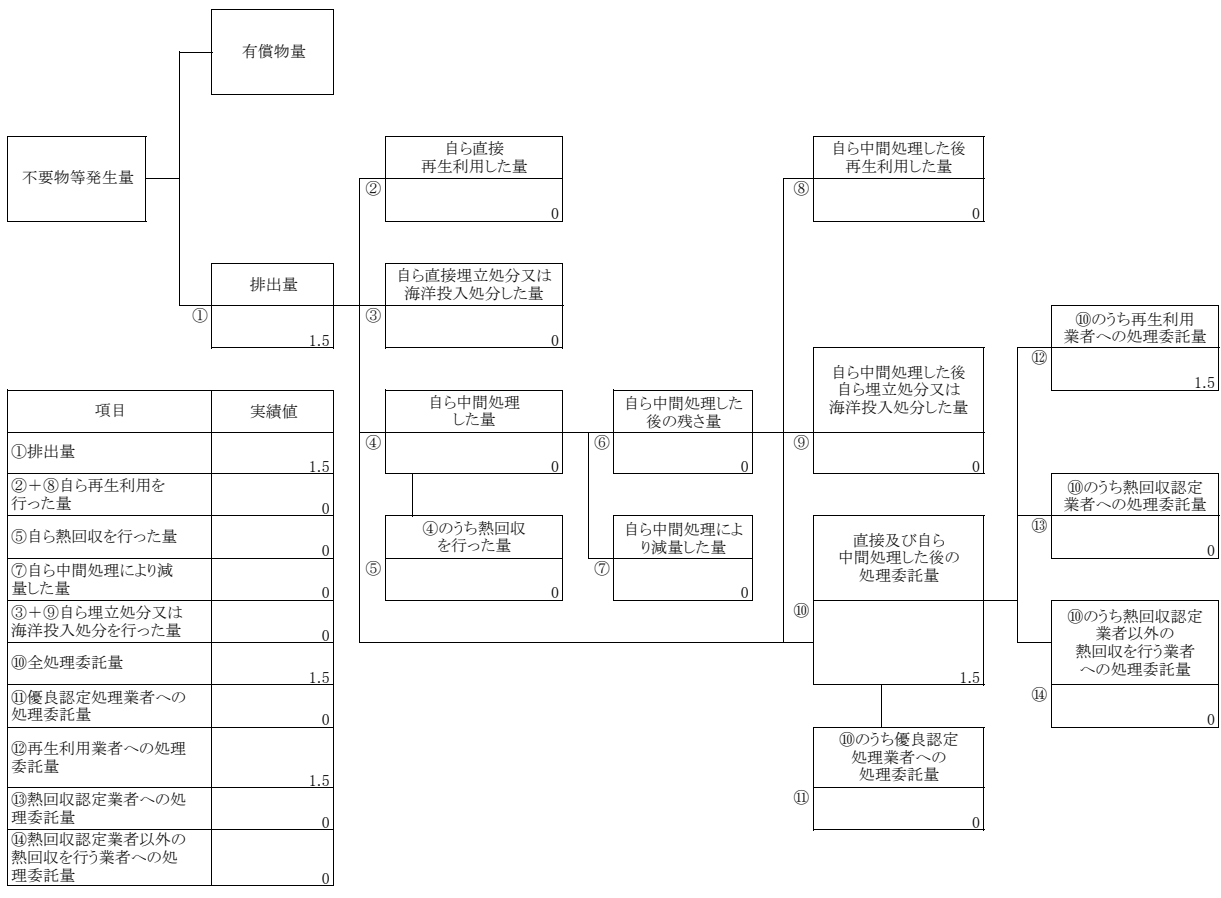 有償物量
不要物等発生量
自ら直接
再生利用した量
②
0
自ら中間処理した後
再生利用した量
⑧
0
排出量
①
1.5
自ら直接埋立処分又は
海洋投入処分した量
③
0
⑩のうち再生利用
業者への処理委託量
⑫
1.5
自ら中間処理
した量
④
0
自ら中間処理した
後の残さ量
⑥
0
自ら中間処理した後
自ら埋立処分又は
海洋投入処分した量
⑨
0
⑩のうち熱回収認定
業者への処理委託量
⑬
0
④のうち熱回収
を行った量
⑤
0
自ら中間処理によ
り減量した量
⑦
0
直接及び自ら
中間処理した後の
処理委託量
⑩
1.5
⑩のうち熱回収認定
業者以外の
熱回収を行う業者
への処理委託量
⑭
0
⑩のうち優良認定
処理業者への
処理委託量
⑪
0
項目 実績値
①排出量
1.5
②+⑧自ら再生利用を
行った量
0
⑤自ら熱回収を行った量
0
⑦自ら中間処理により減
量した量
0
③+⑨自ら埋立処分又は
海洋投入処分を行った量
0
⑩全処理委託量
1.5
⑪優良認定処理業者への
処理委託量
0
⑫再生利用業者への処理
委託量
1.5
⑬熱回収認定業者への処
理委託量
0
⑭熱回収認定業者以外の
熱回収を行う業者への処
理委託量
0